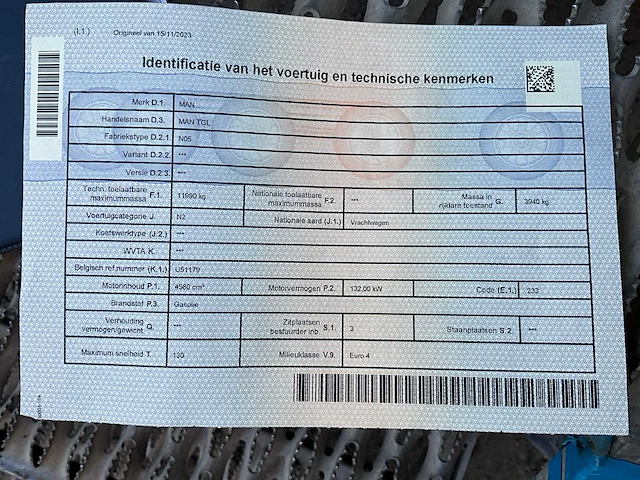 (I.1.) Origineel van 15/11/2023
Identificatie van het voertuig en technische kenmerken
Merk D.1. MAN
Handelsnaam D.3. MAN TGL
Fabriekstype D.2.1. N05
Variant D.2.2. ---
Versie D.2.3. ---
Techn. toelaatbare maximummassa F.1. 11990 kg Nationale toelaatbare maximummassa F.2. --- Massa in rijklare toestand G. 3940 kg
Voertuigcategorie J. N2 Nationale aard (J.1.) Vrachtwagen
Koetswerktype (J.2.) ---
WVTA K. ---
Belgisch ref.nummer (K.1.) U51179
Motorinhoud P.1. 4580 cm³ Motorvermogen P.2. 132,00 kW Code (E.1.) 233
Brandstof P.3. Gasolie
Verhouding vermogen/gewicht Q. --- Zitplaatsen bestuurder inb. S.1. 3 Staanplaatsen S.2. ---
Maximum snelheid T. 130 Milieuklasse V.9. Euro 4